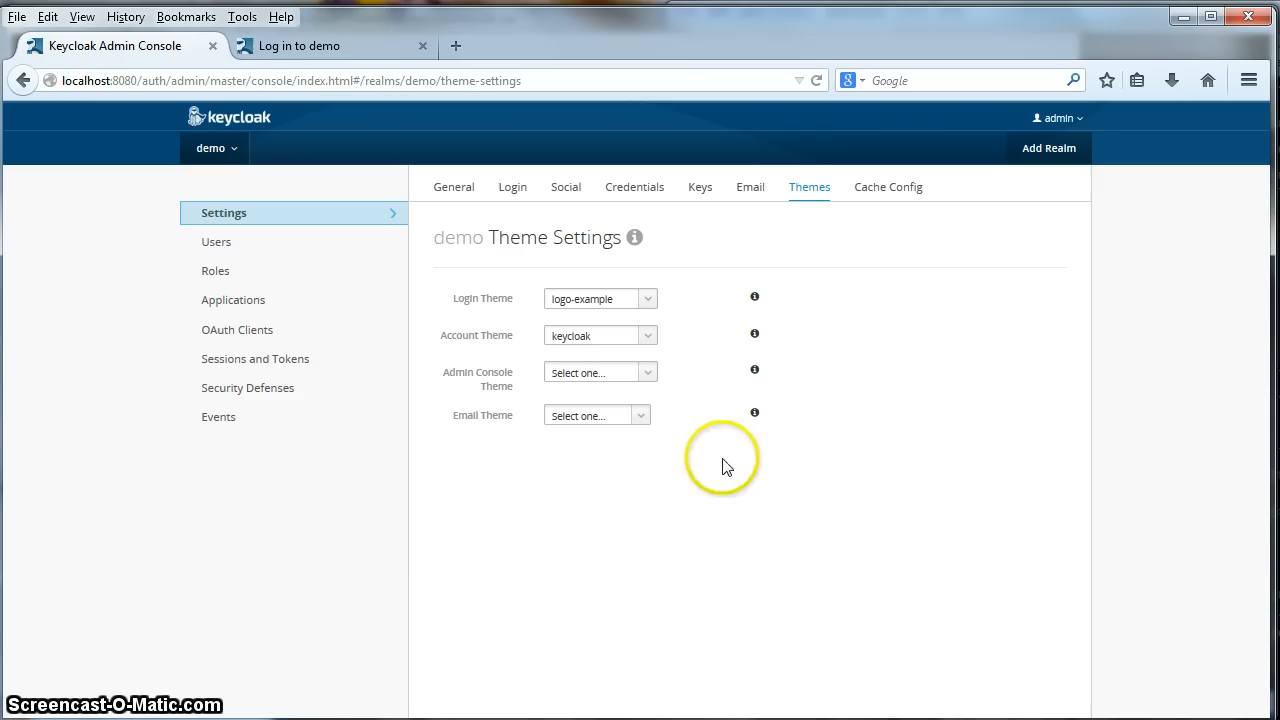 File Edit View History Bookmarks Tools Help
Keycloak Admin Console
Log in to demo
localhost:8080/auth/admin/master/console/index.html#/realms/demo/theme-settings
Google
keycloak
admin
demo
Add Realm
General Login Social Credentials Keys Email Themes Cache Config
Settings
Users
Roles
Applications
OAuth Clients
Sessions and Tokens
Security Defenses
Events
demo Theme Settings
Login Theme logo-example
Account Theme keycloak
Admin Console Theme Select one...
Email Theme Select one...
Screencast-O-Matic.com